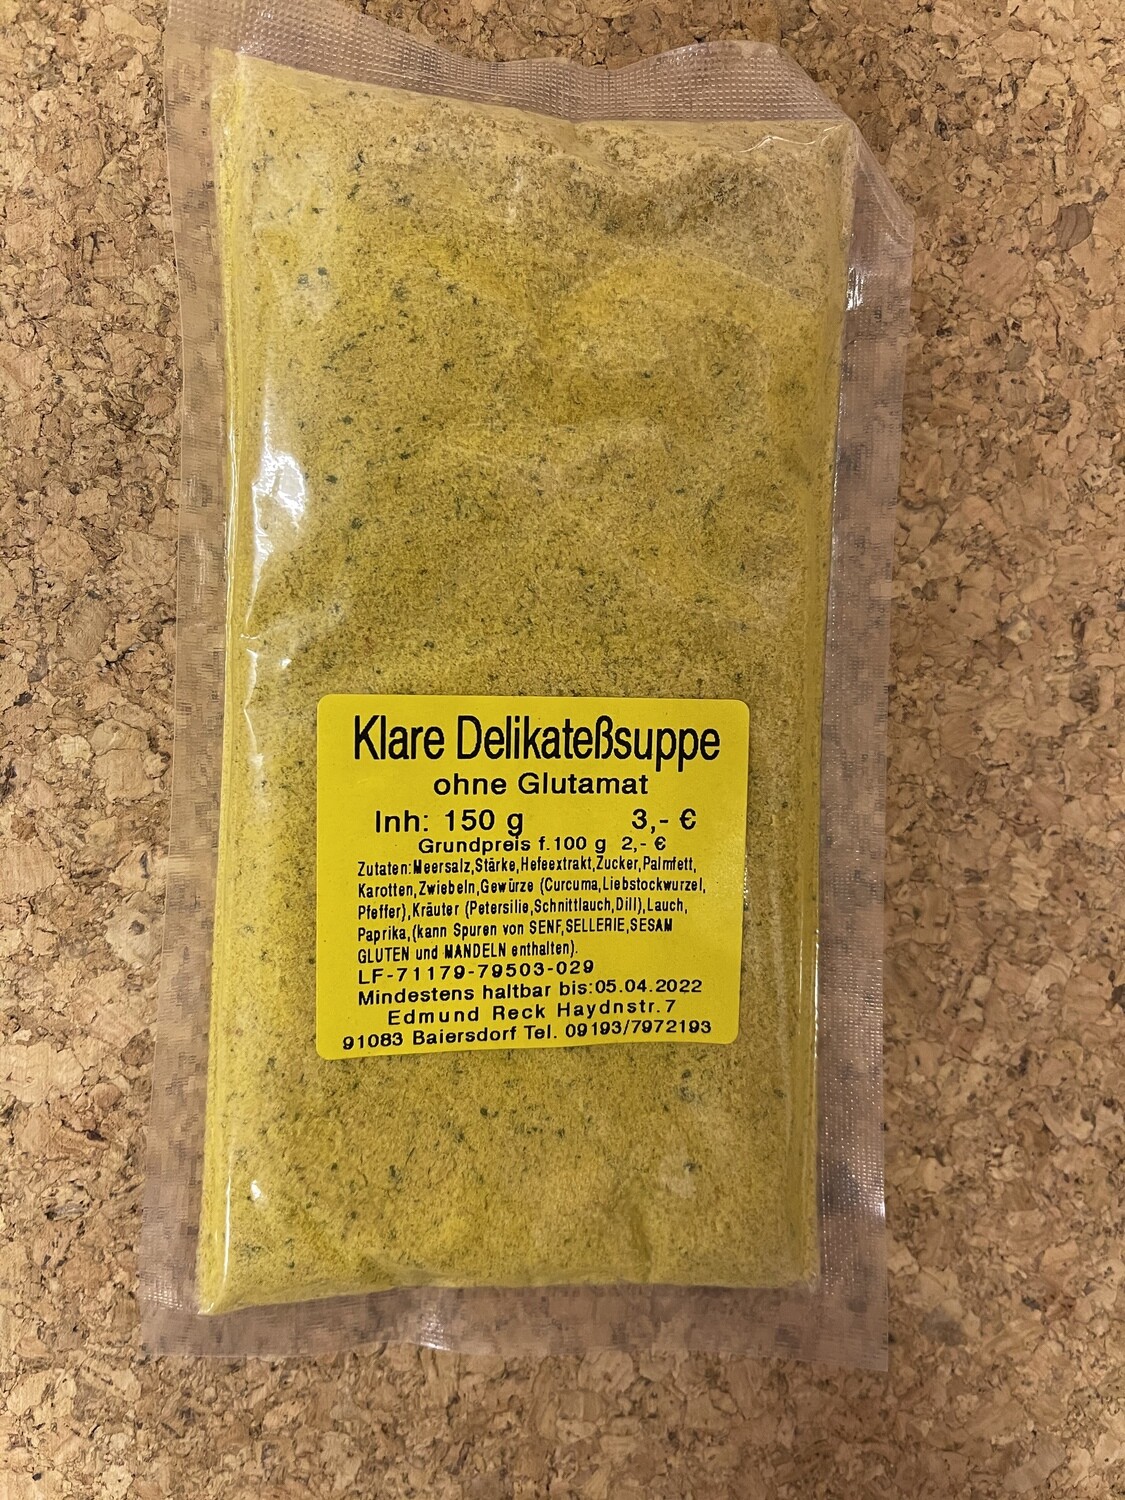 Klare Delikateßsuppe
ohne Glutamat
Inh: 150 g 3,- €
Grundpreis f.100 g 2,- €
Zutaten:Meersalz,Stärke,Hefeextrakt,Zucker,Palmfett,
Karotten,Zwiebeln,Gewürze (Curcuma,Liebstockwurzel,
Pfeffer),Kräuter (Petersilie,Schnittlauch,Dill),Lauch,
Paprika,(kann Spuren von SENF,SELLERIE,SESAM
GLUTEN und MANDELN enthalten).
LF-71179-79503-029
Mindestens haltbar bis:05.04.2022
Edmund Reck Haydnstr.7
91083 Baiersdorf Tel. 09193/7972193